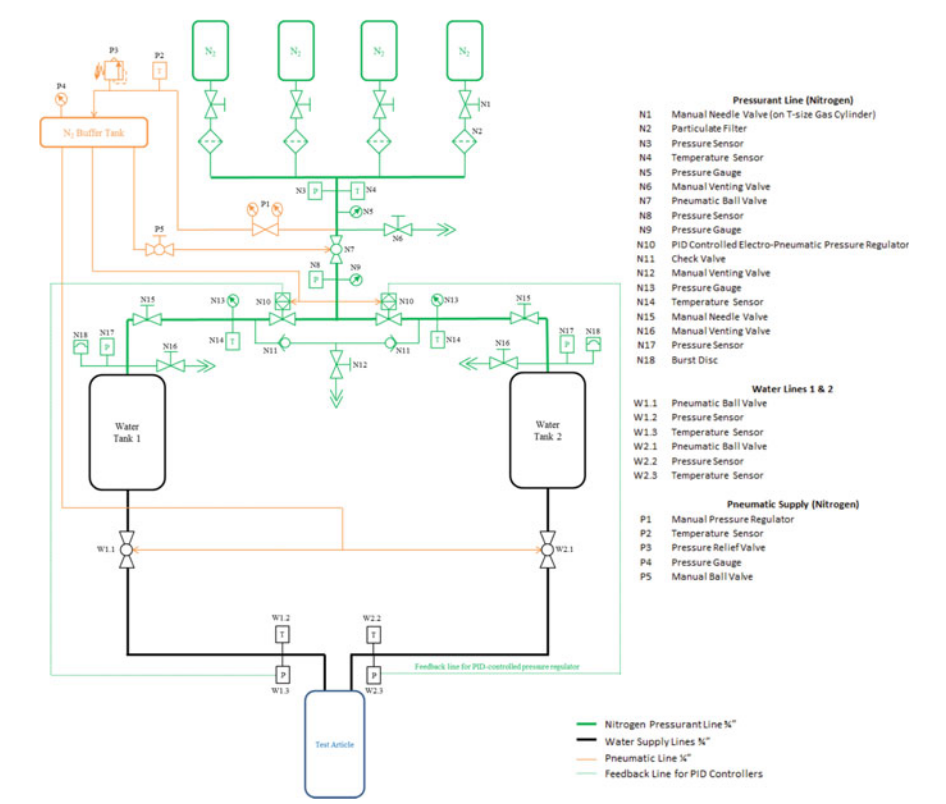 N₂ N₂ N₂ N₂
P3
P2
T
P4
N1
N₂ Buffer Tank
N2
N3 P T N4
P1
N5
P5
N6
N7
N8 N9
P
N15 N13 N10 N10 N13 N15
N18 N17 N16 N14 T N11 N11 T N14 N16 N17 N18
P P
N12
Water
Tank 1
Water
Tank 2
W1.1 W2.1
W1.2 W2.2
T T
Feedback line for PID-controlled pressure regulator
P P
W1.3 W2.3
Test Article
Pressurant Line (Nitrogen)
N1 Manual Needle Valve (on T-size Gas Cylinder)
N2 Particulate Filter
N3 Pressure Sensor
N4 Temperature Sensor
N5 Pressure Gauge
N6 Manual Venting Valve
N7 Pneumatic Ball Valve
N8 Pressure Sensor
N9 Pressure Gauge
N10 PID Controlled Electro-Pneumatic Pressure Regulator
N11 Check Valve
N12 Manual Venting Valve
N13 Pressure Gauge
N14 Temperature Sensor
N15 Manual Needle Valve
N16 Manual Venting Valve
N17 Pressure Sensor
N18 Burst Disc
Water Lines 1 & 2
W1.1 Pneumatic Ball Valve
W1.2 Pressure Sensor
W1.3 Temperature Sensor
W2.1 Pneumatic Ball Valve
W2.2 Pressure Sensor
W2.3 Temperature Sensor
Pneumatic Supply (Nitrogen)
P1 Manual Pressure Regulator
P2 Temperature Sensor
P3 Pressure Relief Valve
P4 Pressure Gauge
P5 Manual Ball Valve
Nitrogen Pressurant Line ¾"
Water Supply Lines ¾"
Pneumatic Line ¼"
Feedback Line for PID Controllers